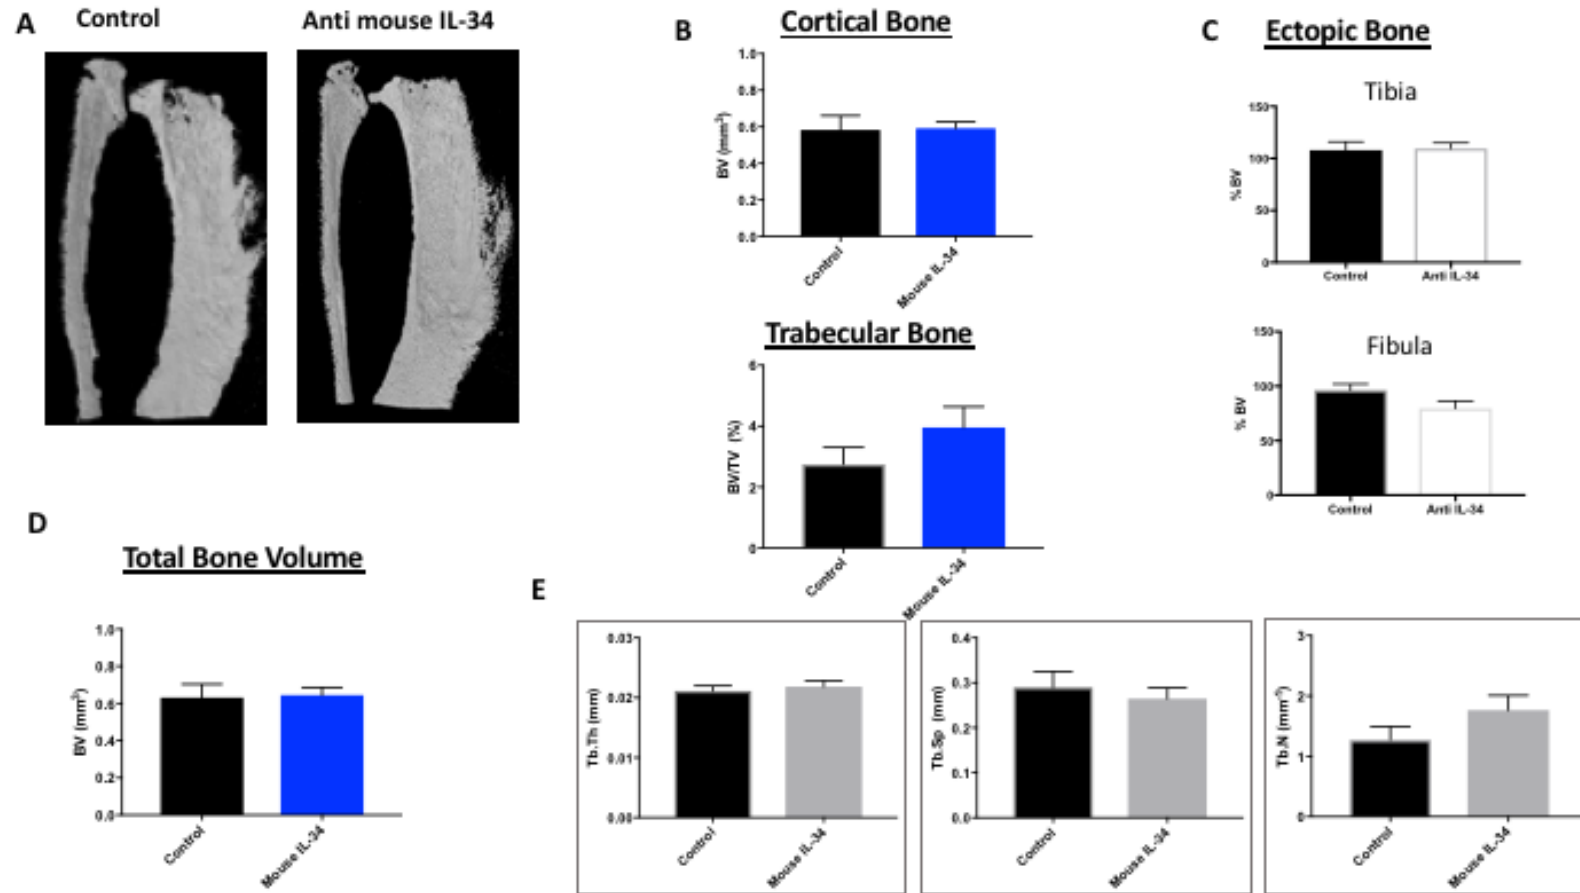 A
Control
Anti mouse IL-34
B
Cortical Bone
1.0
0.8
0.6
0.4
0.2
0.0
BV (mm³)
Control
Mouse IL-34
Trabecular Bone
6
4
2
0
BV/TV (%)
Control
Mouse IL-34
C
Ectopic Bone
Tibia
150
100
50
0
% BV
Control
Anti IL-34
Fibula
150
100
50
0
% BV
Control
Anti IL-34
D
Total Bone Volume
1.0
0.8
0.6
0.4
0.2
0.0
BV (mm³)
Control
Mouse IL-34
E
0.03
0.02
0.01
0.00
Tb.Th (mm)
Control
Mouse IL-34
0.4
0.3
0.2
0.1
0.0
Tb.Sp (mm)
Control
Mouse IL-34
3
2
1
0
Tb.N (mm⁻¹)
Control
Mouse IL-34